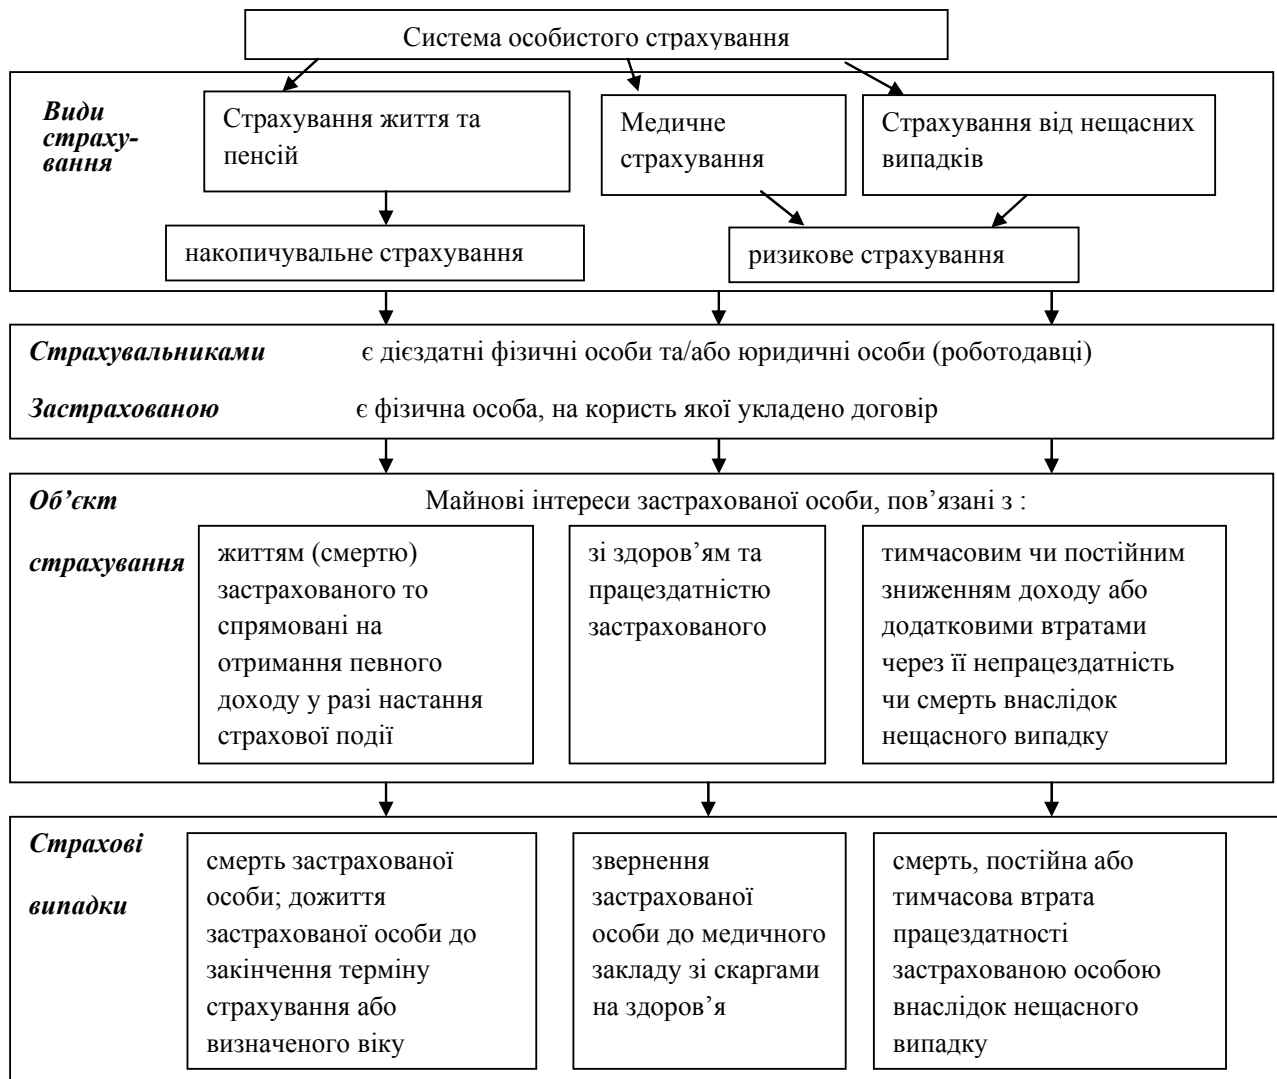 Система особистого страхування
Види
страху-
вання
Страхування життя та
пенсій
Медичне
страхування
Страхування від нещасних
випадків
накопичувальне страхування
ризикове страхування
Страхувальниками є дієздатні фізичні особи та/або юридичні особи (роботодавці)
Застрахованою є фізична особа, на користь якої укладено договір
Об’єкт
страхування
Майнові інтереси застрахованої особи, пов’язані з :
життям (смертю)
застрахованого то
спрямовані на
отримання певного
доходу у разі настання
страхової події
зі здоров’ям та
працездатністю
застрахованого
тимчасовим чи постійним
зниженням доходу або
додатковими втратами
через її непрацездатність
чи смерть внаслідок
нещасного випадку
Страхові
випадки
смерть застрахованої
особи; дожиття
застрахованої особи до
закінчення терміну
страхування або
визначеного віку
звернення
застрахованої
особи до медичного
закладу зі скаргами
на здоров’я
смерть, постійна або
тимчасова втрата
працездатності
застрахованою особою
внаслідок нещасного
випадку